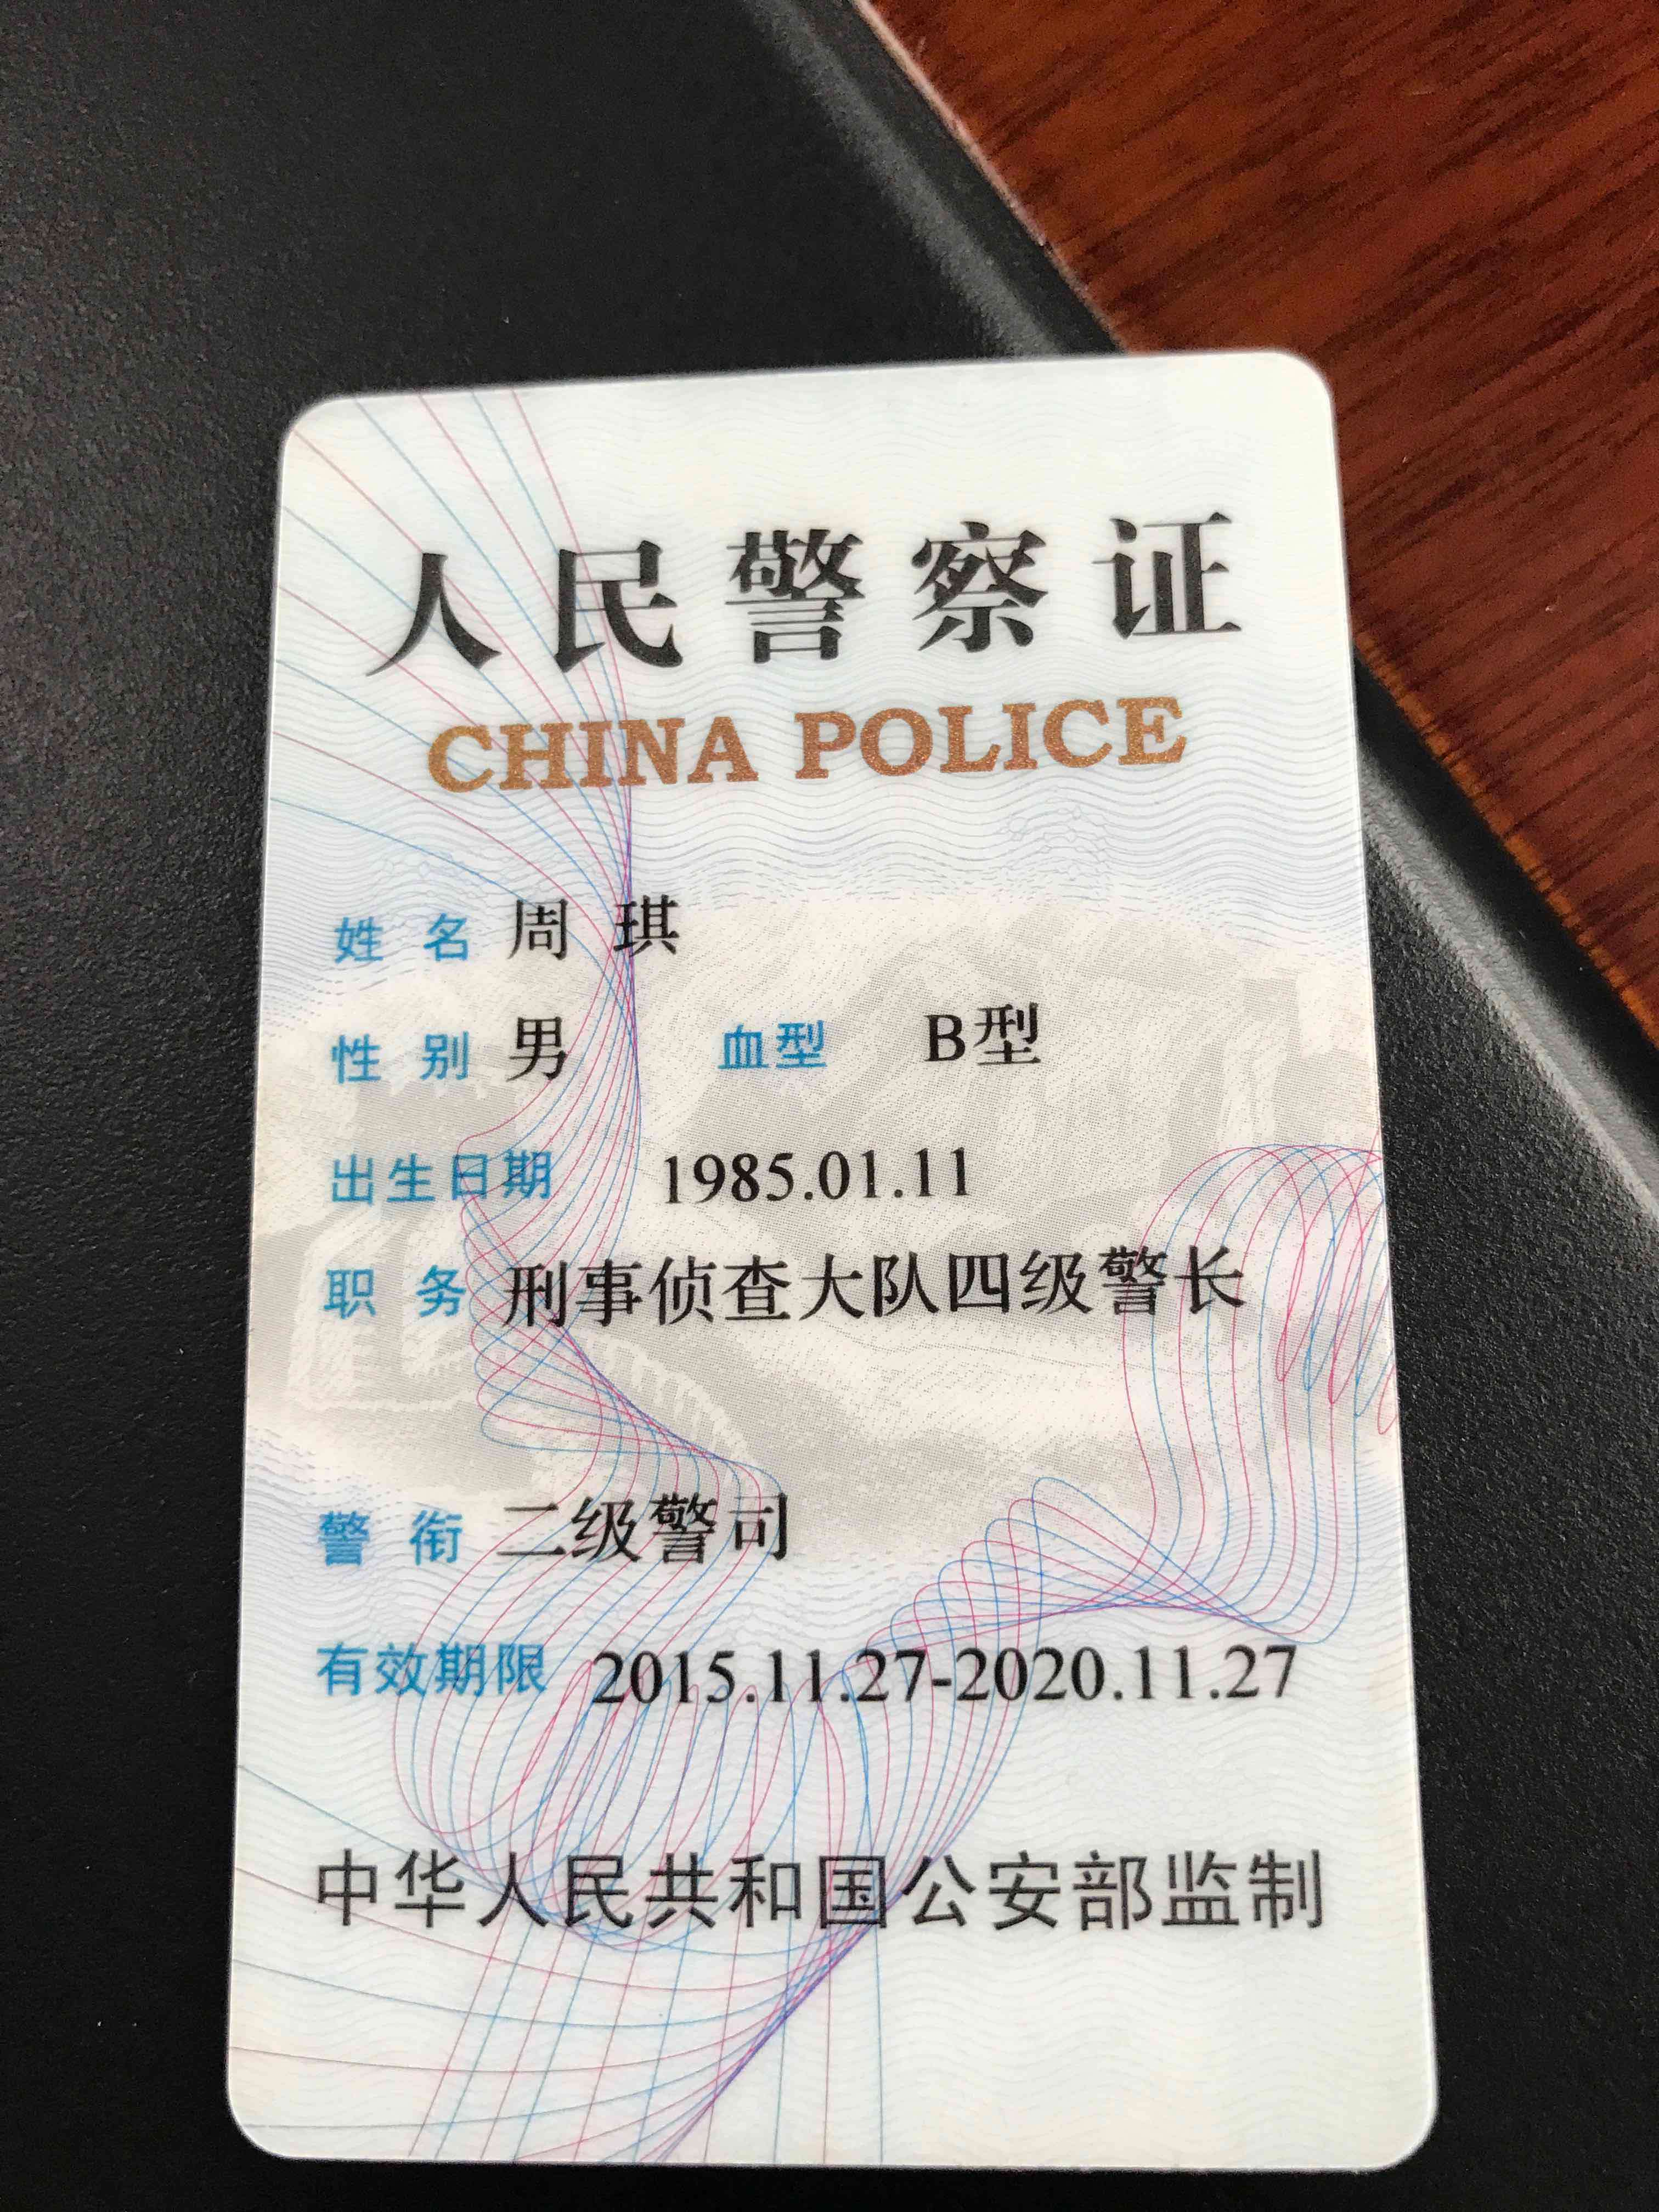 人民警察证
CHINA POLICE
姓名 周琪
性别 男 血型 B型
出生日期 1985.01.11
职务 刑事侦查大队四级警长
警衔 二级警司
有效期限 2015.11.27-2020.11.27
中华人民共和国公安部监制